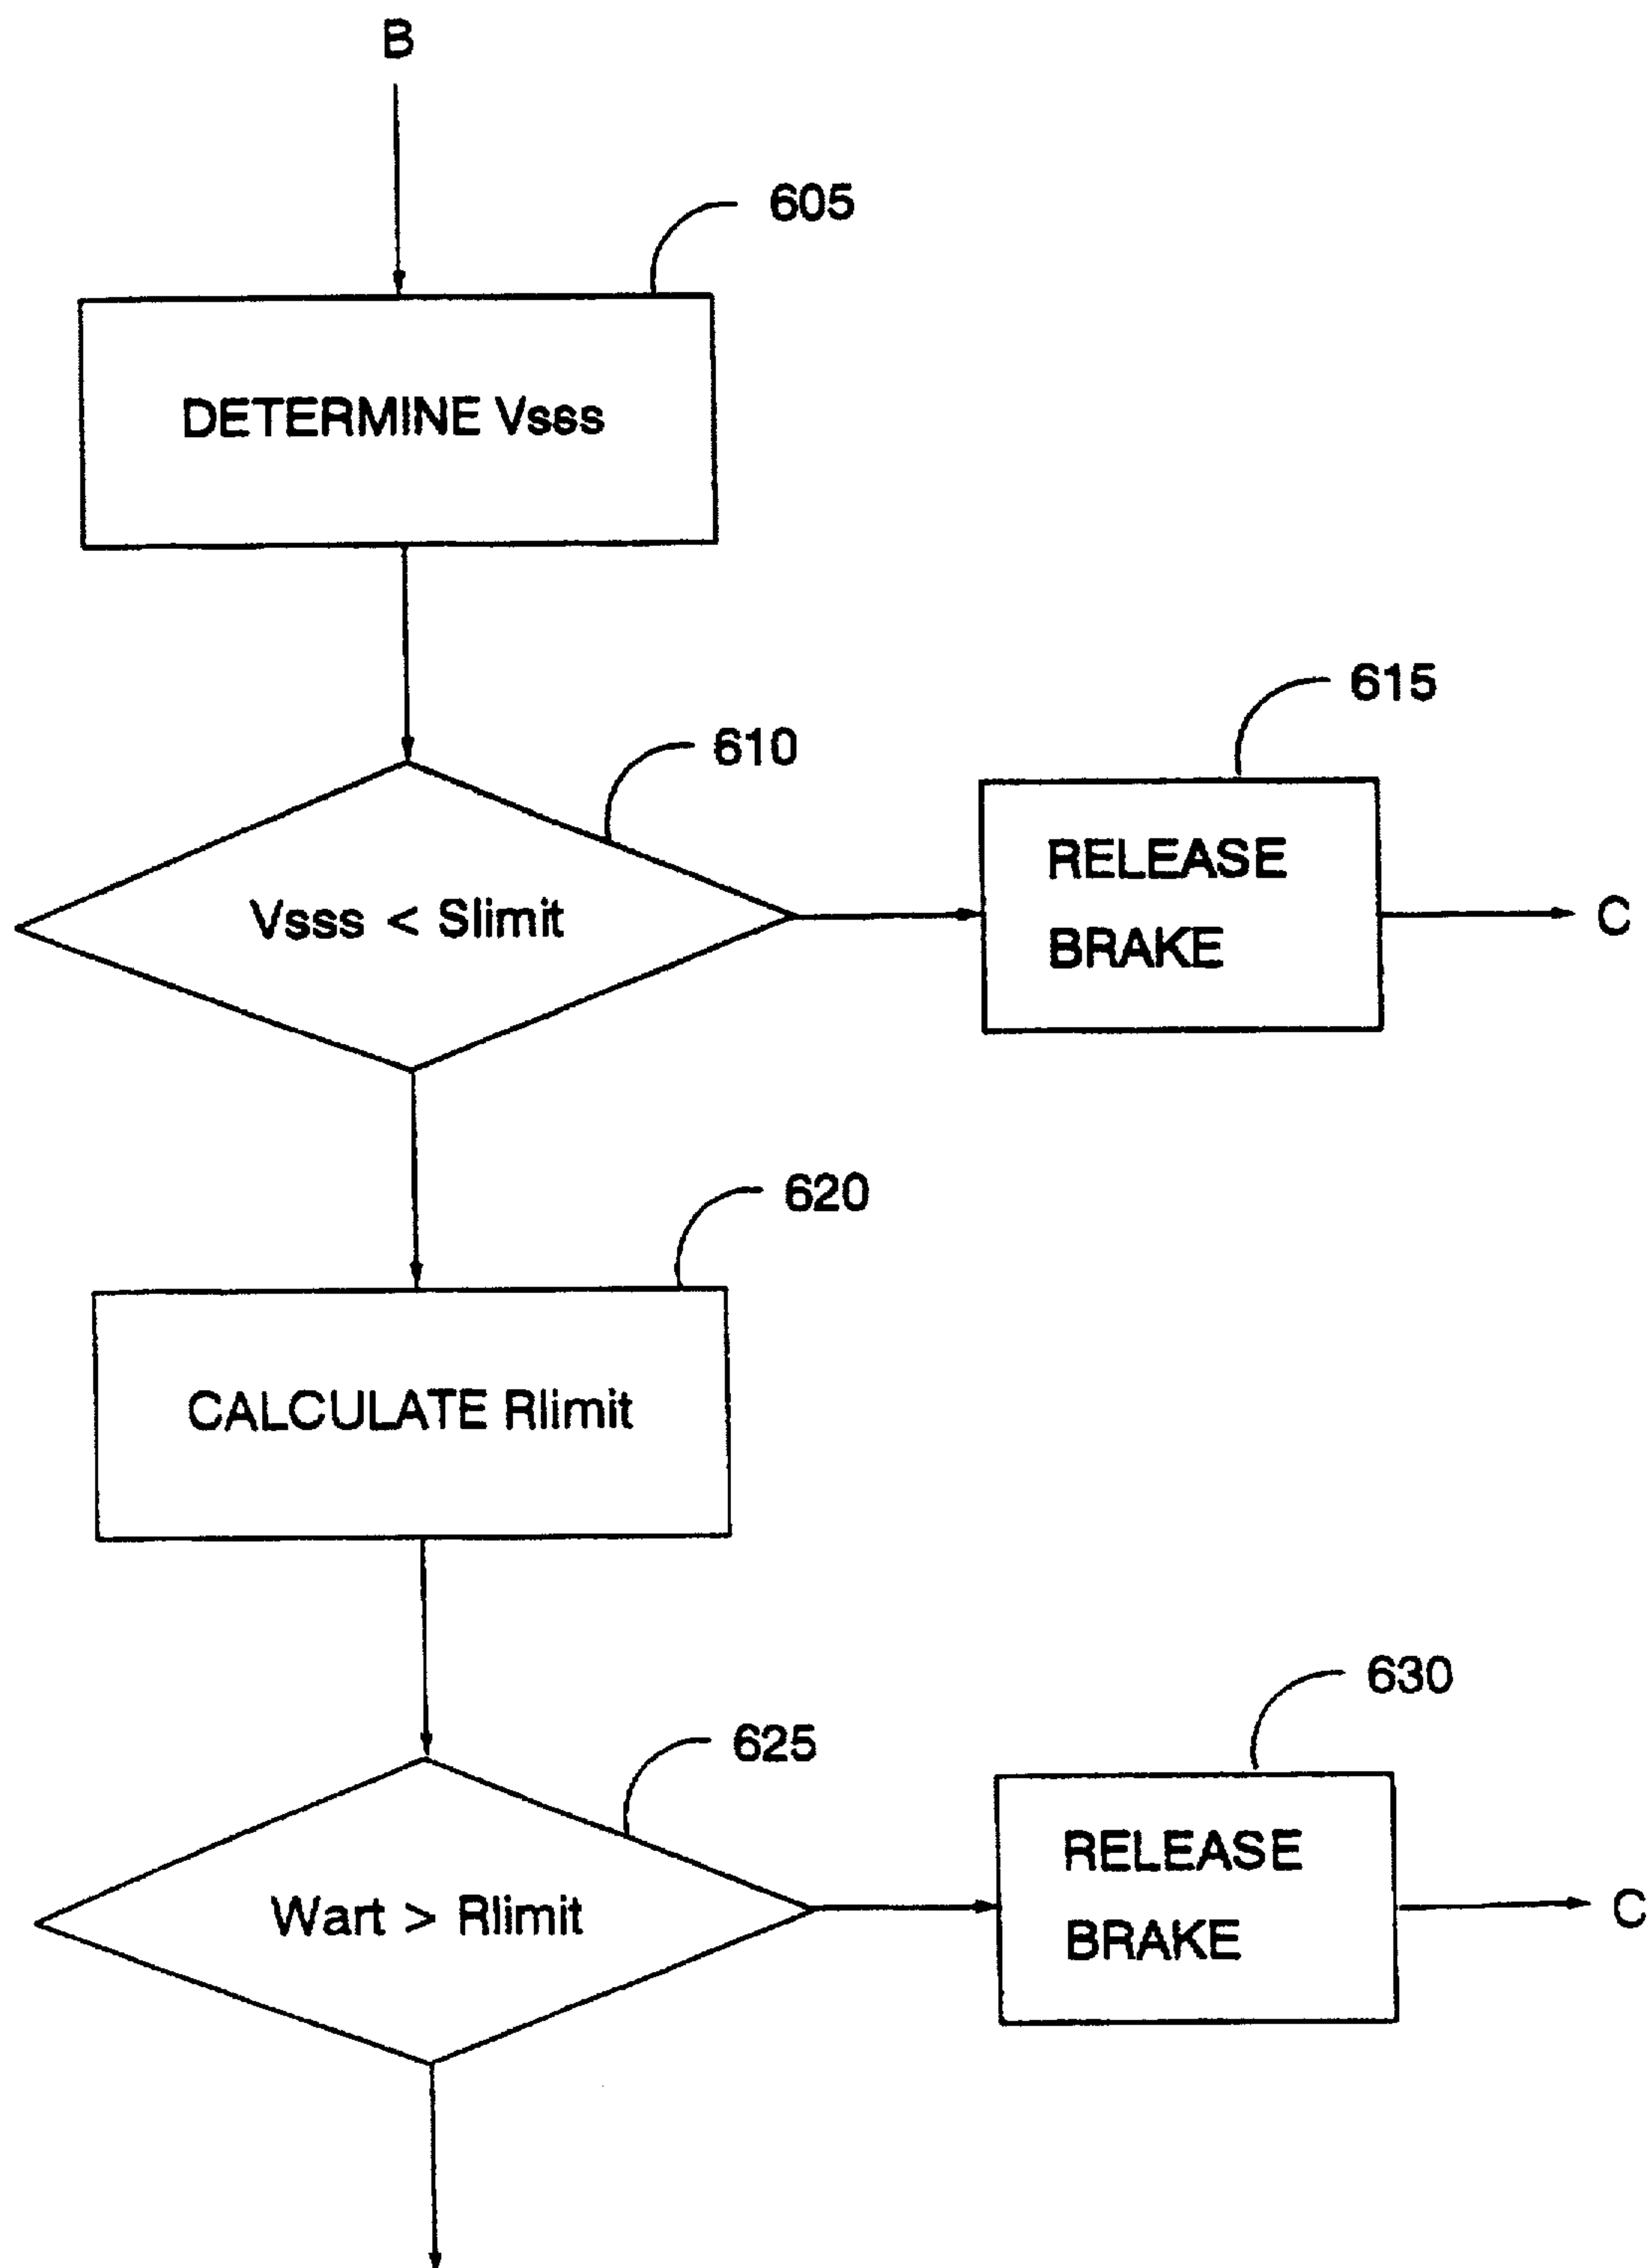 B
605
DETERMINE Vsss
615
610
RELEASE
BRAKE
Vsss < Slimit
C
620
CALCULATE Rlimit
630
625
RELEASE
BRAKE
Wart > Rlimit
C